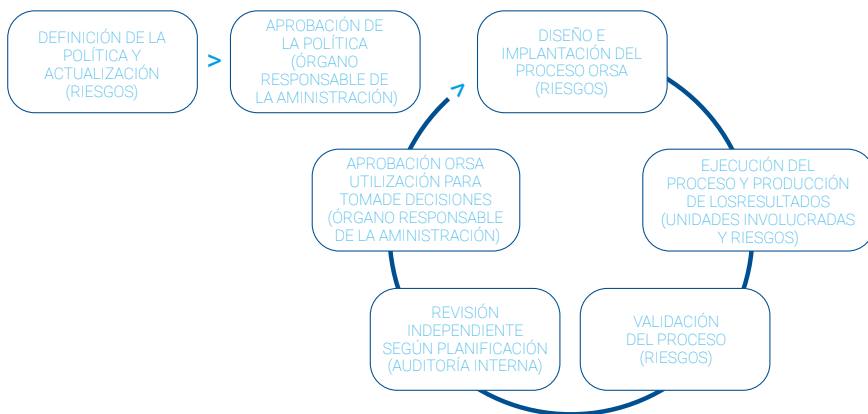 DEFINICIÓN DE LA
POLÍTICA Y
ACTUALIZACIÓN
(RIESGOS)
>
APROBACIÓN DE
LA POLÍTICA
(ÓRGANO
RESPONSABLE DE
LA AMINISTRACIÓN)
DISEÑO E
IMPLANTACIÓN DEL
PROCESO ORSA
(RIESGOS)
EJECUCIÓN DEL
PROCESO Y PRODUCCIÓN
DE LOSRESULTADOS
(UNIDADES INVOLUCRADAS
Y RIESGOS)
VALIDACIÓN
DEL PROCESO
(RIESGOS)
REVISIÓN
INDEPENDIENTE
SEGÚN PLANIFICACIÓN
(AUDITORÍA INTERNA)
APROBACIÓN ORSA
UTILIZACIÓN PARA
TOMADE DECISIONES
(ÓRGANO RESPONSABLE
DE LA AMINISTRACIÓN)